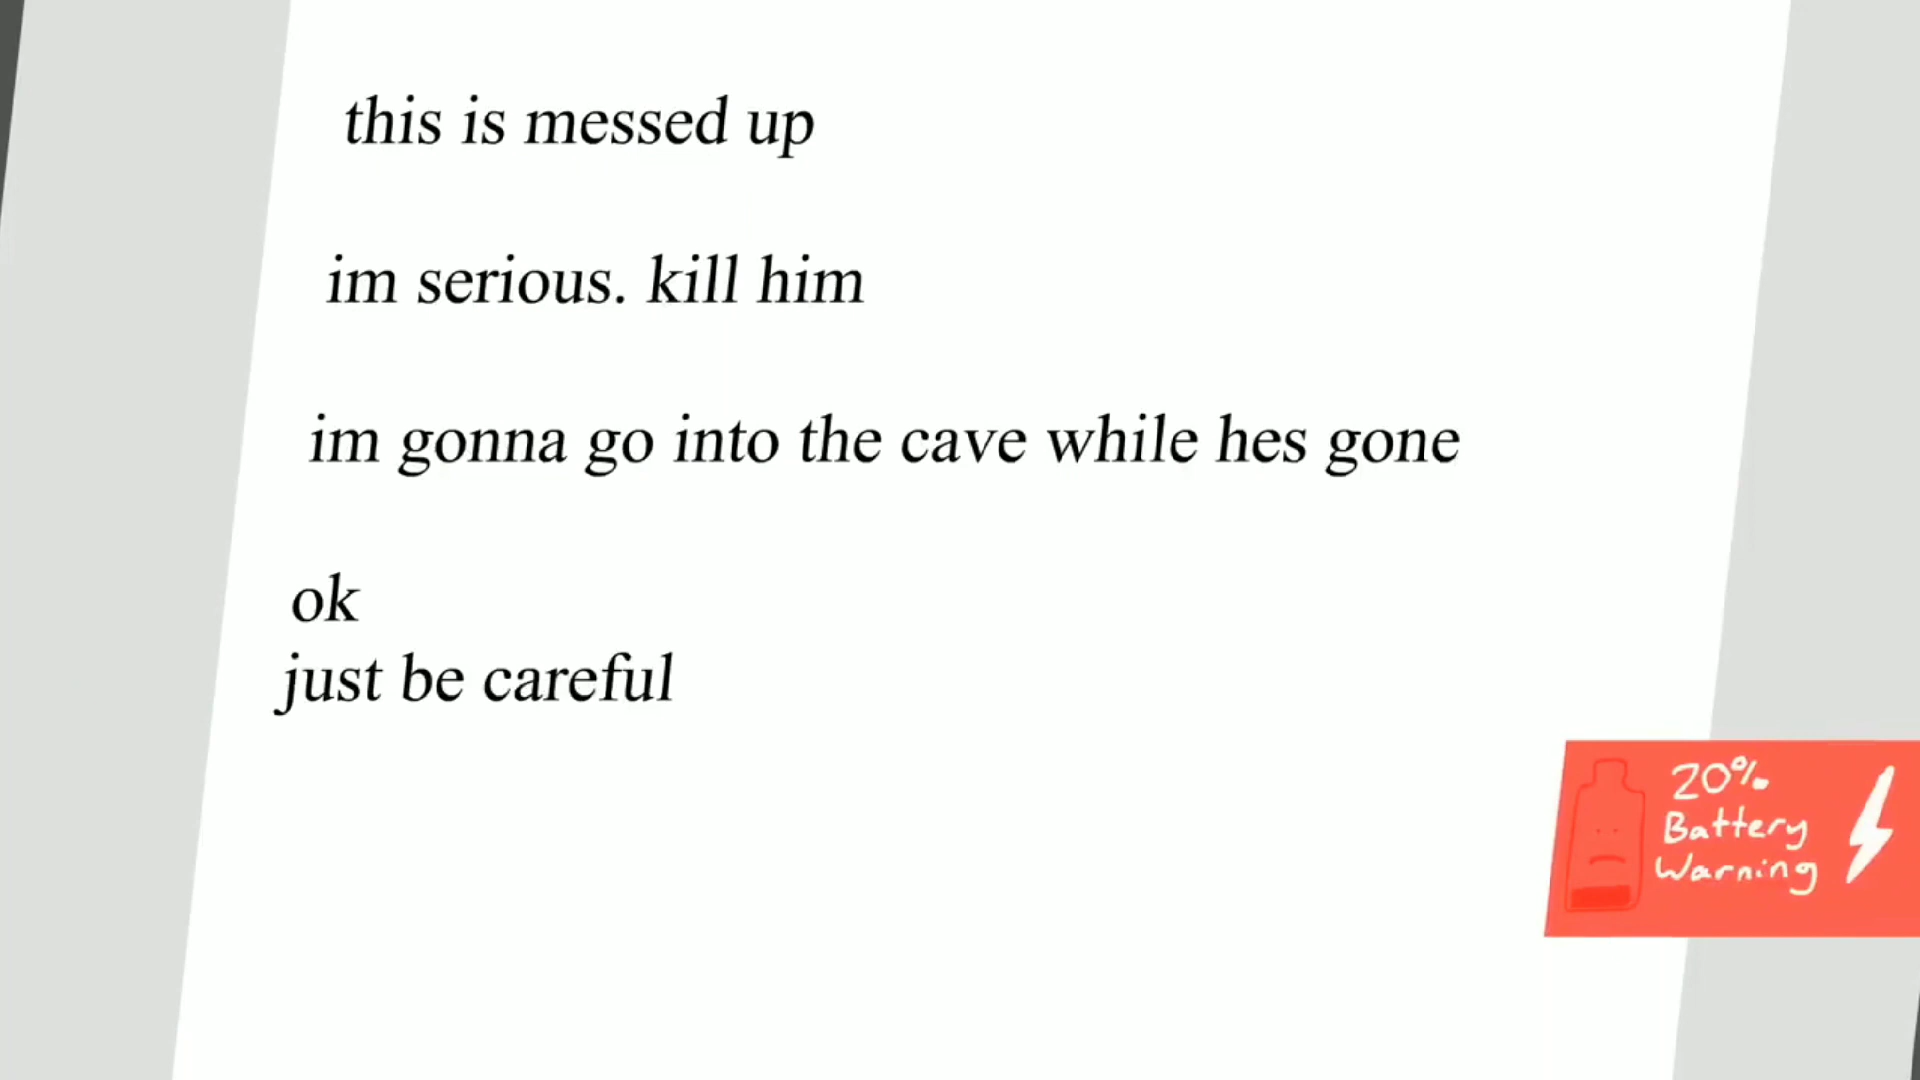 this is messed up
im serious. kill him
im gonna go into the cave while hes gone
ok
just be careful
20%
Battery
Warning